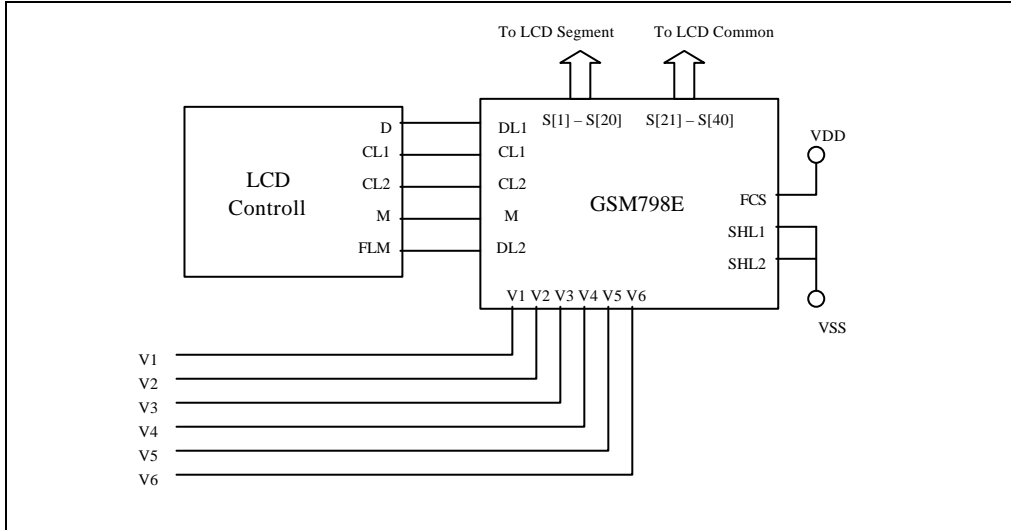 To LCD Segment
To LCD Common
S[1] – S[20]
S[21] – S[40]
LCD
Controll
D
CL1
CL2
M
FLM
DL1
CL1
CL2
M
DL2
GSM798E
FCS
SHL1
SHL2
VDD
VSS
V1 V2 V3 V4 V5 V6
V1
V2
V3
V4
V5
V6